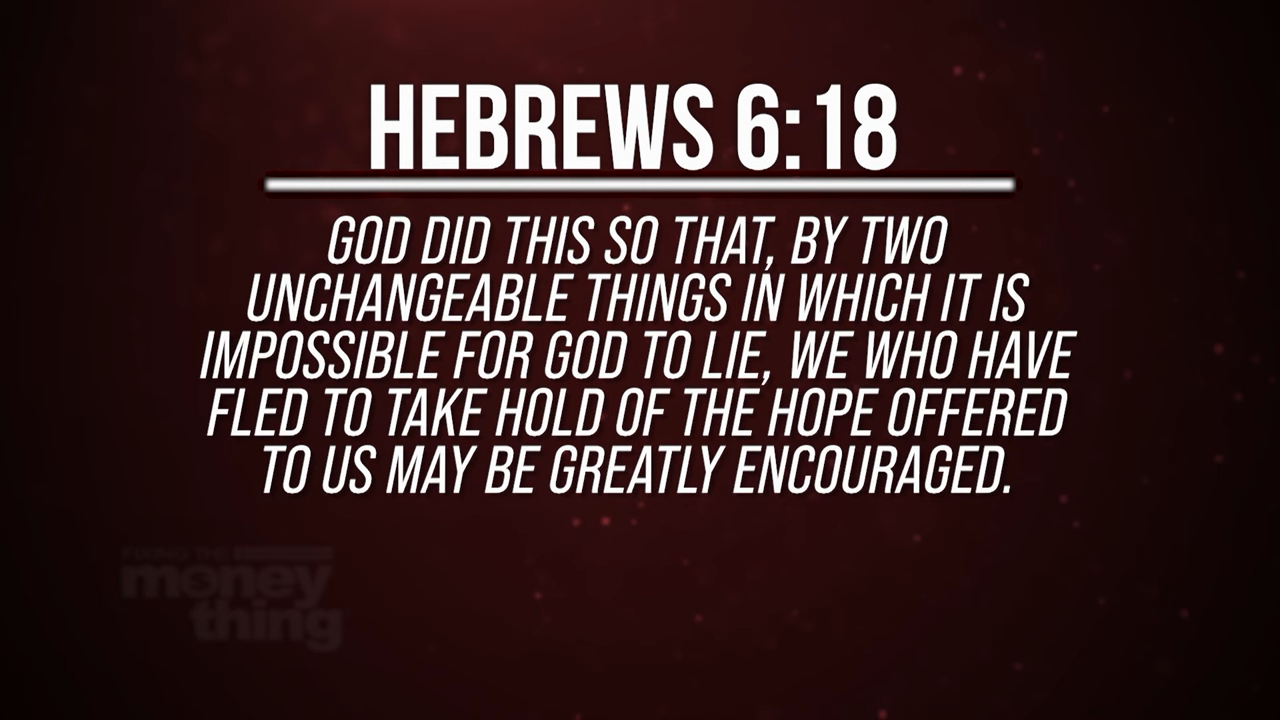 HEBREWS 6:18
GOD DID THIS SO THAT, BY TWO
UNCHANGEABLE THINGS IN WHICH IT IS
IMPOSSIBLE FOR GOD TO LIE, WE WHO HAVE
FLED TO TAKE HOLD OF THE HOPE OFFERED
TO US MAY BE GREATLY ENCOURAGED.
FIXING THE
money
thing